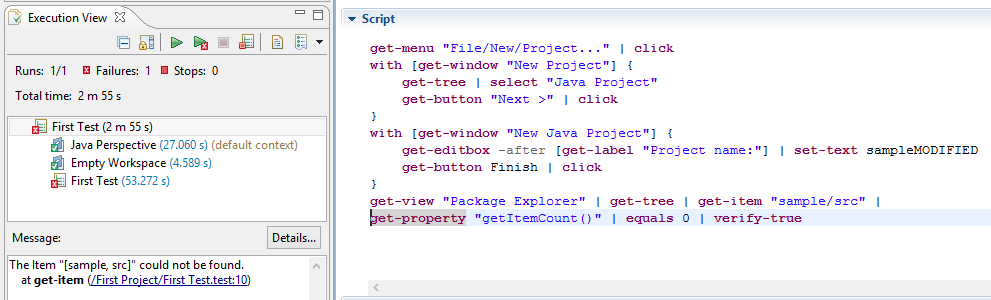 Execution View
Runs: 1/1 Failures: 1 Stops: 0
Total time: 2 m 55 s
First Test (2 m 55 s)
Java Perspective (27.060 s) (default context)
Empty Workspace (4.589 s)
First Test (53.272 s)
Message:
Details...
The Item "[sample, src]" could not be found.
at get-item (/First Project/First Test.test:10)
Script
get-menu "File/New/Project..." | click
with [get-window "New Project"] {
    get-tree | select "Java Project"
    get-button "Next >" | click
}
with [get-window "New Java Project"] {
    get-editbox -after [get-label "Project name:"] | set-text sampleMODIFIED
    get-button Finish | click
}
get-view "Package Explorer" | get-tree | get-item "sample/src" |
get-property "getItemCount()" | equals 0 | verify-true